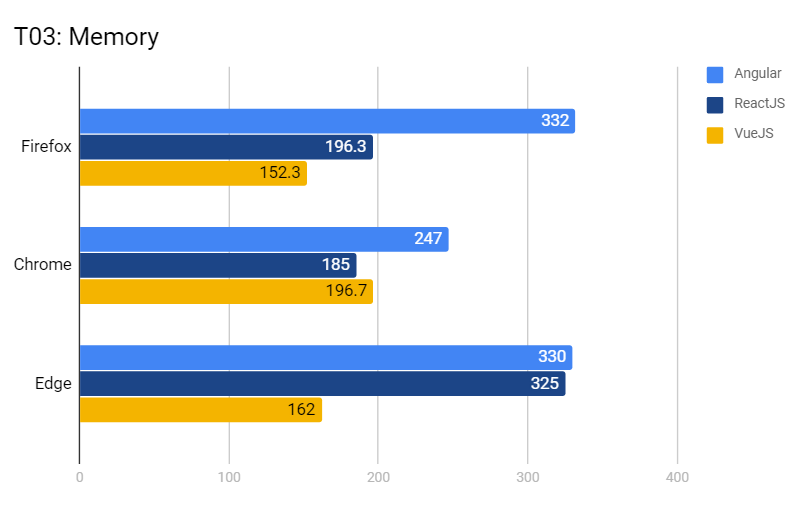 T03: Memory
Angular
ReactJS
VueJS
Firefox
332
196.3
152.3
Chrome
247
185
196.7
Edge
330
325
162
0 100 200 300 400